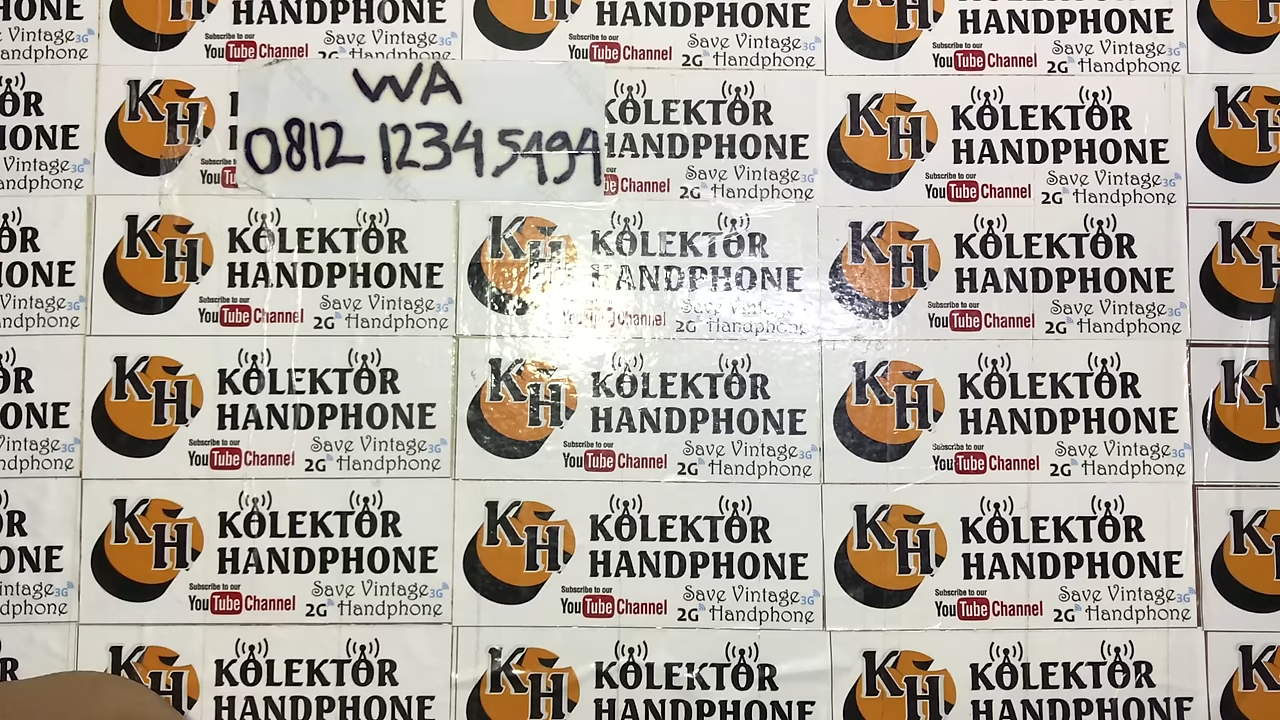 WA
0812 1234 5494
KH
KOLEKTOR
HANDPHONE
Subscribe to our
YouTube Channel
Save Vintage 3G
2G Handphone